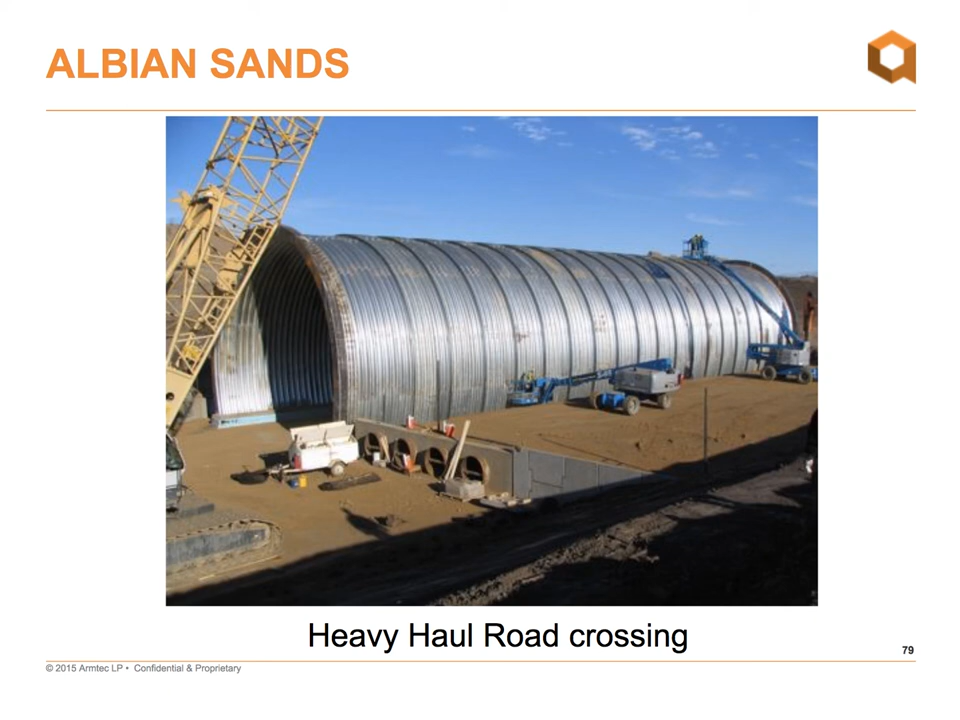 ALBIAN SANDS
Heavy Haul Road crossing
79
© 2015 Armtec LP • Confidential & Proprietary